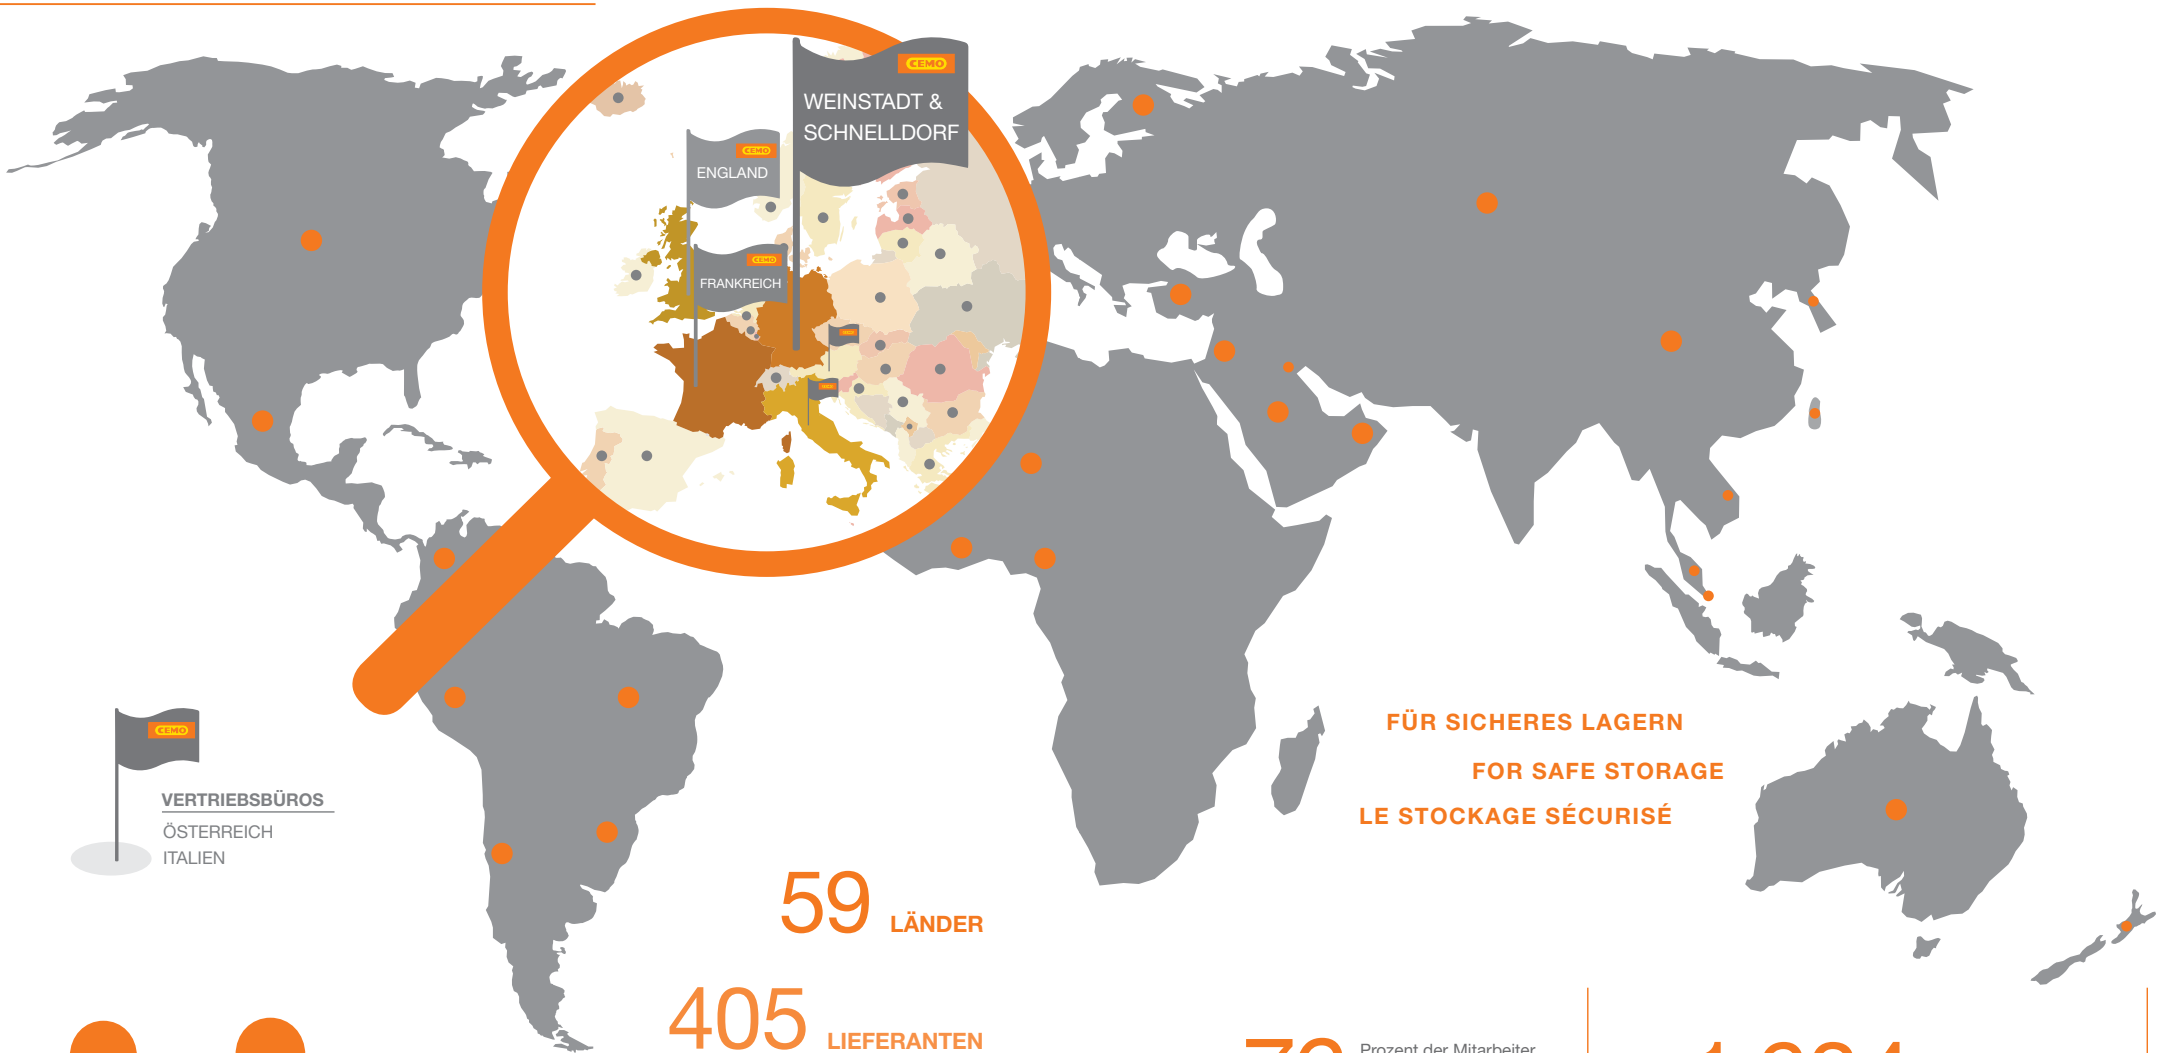 CEMO
WEINSTADT &
SCHNELLDORF
CEMO
ENGLAND
CEMO
FRANKREICH
CEMO
VERTRIEBSBÜROS
ÖSTERREICH
ITALIEN
FÜR SICHERES LAGERN
FOR SAFE STORAGE
LE STOCKAGE SÉCURISÉ
59 LÄNDER
405 LIEFERANTEN
Prozent der Mitarbeiter